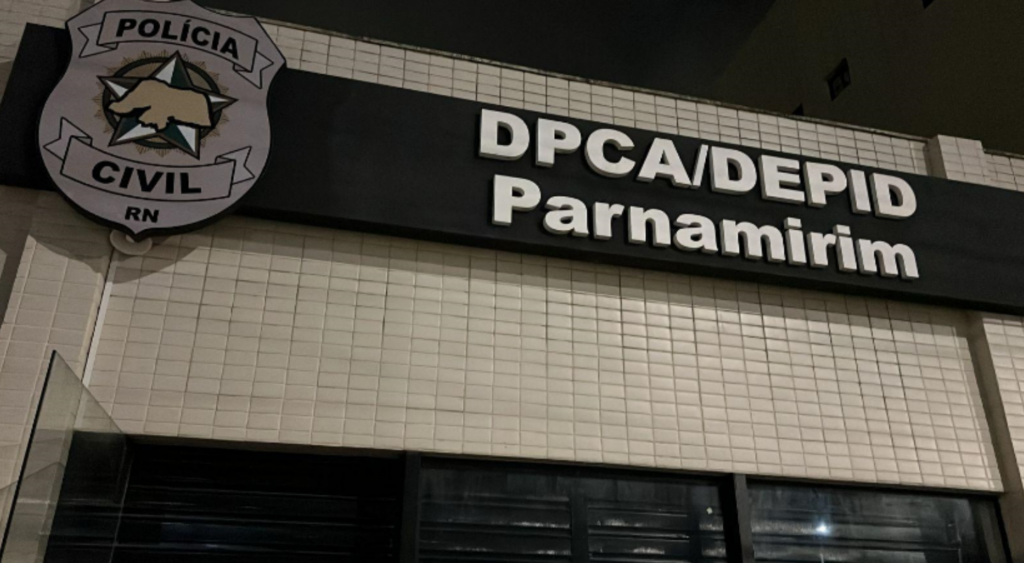 POLÍCIA
CIVIL
RN
DPCA/DEPID
Parnamirim